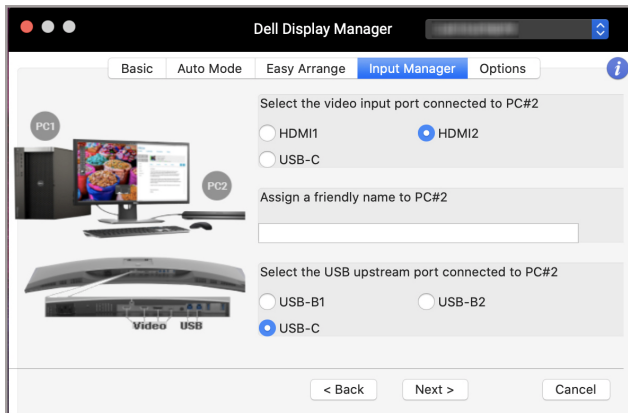 Dell Display Manager
Basic Auto Mode Easy Arrange Input Manager Options i
Select the video input port connected to PC#2
PC1
HDMI1 HDMI2
USB-C
PC2
Assign a friendly name to PC#2
Select the USB upstream port connected to PC#2
USB-B1 USB-B2
Video USB
USB-C
< Back Next > Cancel